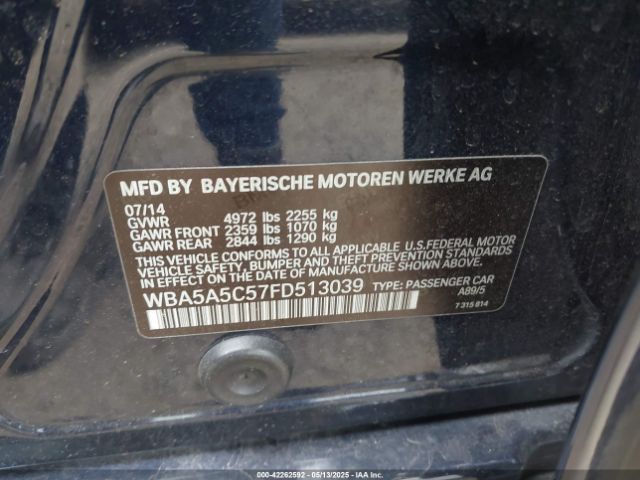 MFD BY BAYERISCHE MOTOREN WERKE AG
07/14
GVWR 4972 lbs 2255 kg
GAWR FRONT 2359 lbs 1070 kg
GAWR REAR 2844 lbs 1290 kg
THIS VEHICLE CONFORMS TO ALL APPLICABLE U.S.FEDERAL MOTOR
VEHICLE SAFETY, BUMPER AND THEFT PREVENTION STANDARDS
IN EFFECT ON THE DATE OF MANUFACTURE SHOWN ABOVE.
WBA5A5C57FD513039 TYPE: PASSENGER CAR
A89/5
7 315 814
000-42262592 - 05/13/2025 - IAAI.COM